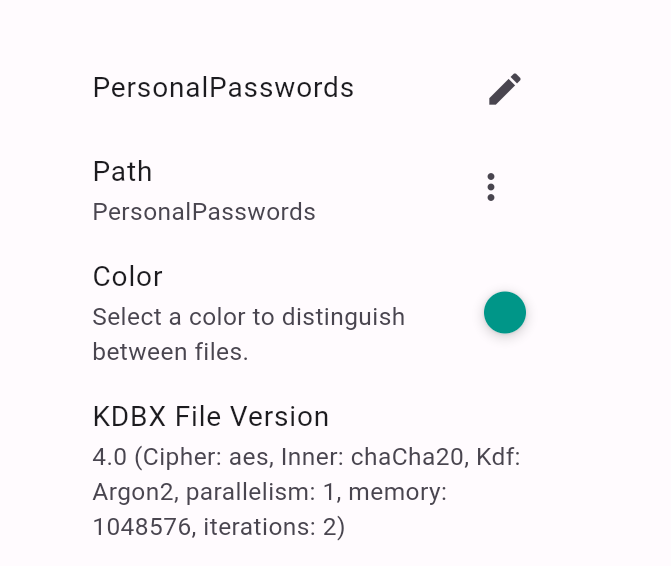 PersonalPasswords
Path
PersonalPasswords
Color
Select a color to distinguish
between files.
KDBX File Version
4.0 (Cipher: aes, Inner: chaCha20, Kdf:
Argon2, parallelism: 1, memory:
1048576, iterations: 2)